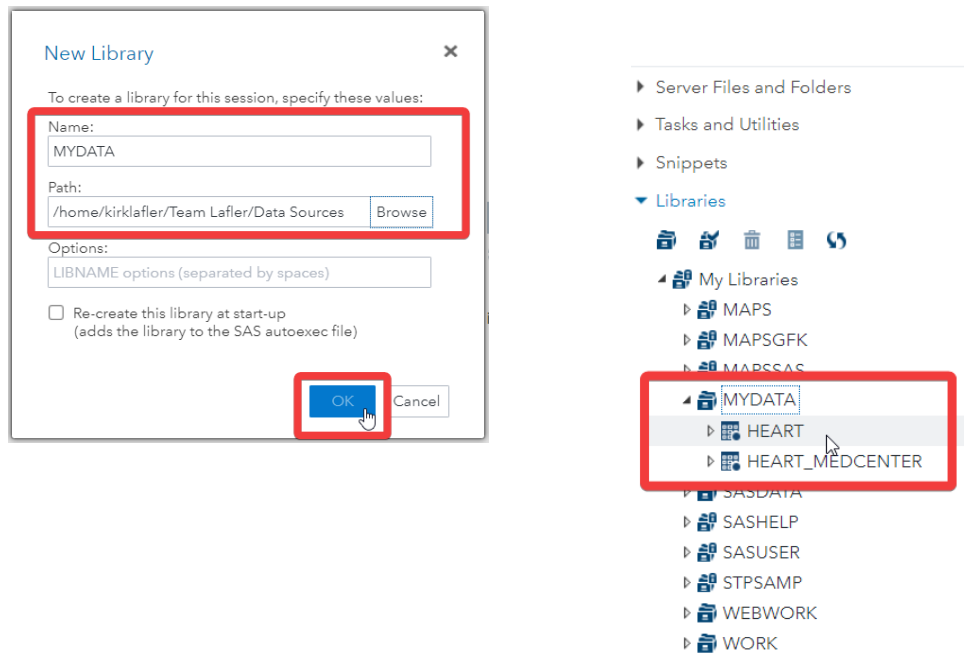 New Library
To create a library for this session, specify these values:
Name:
MYDATA
Path:
/home/kirklafler/Team Lafler/Data Sources
Browse
Options:
LIBNAME options (separated by spaces)
Re-create this library at start-up
(adds the library to the SAS autoexec file)
OK
Cancel
Server Files and Folders
Tasks and Utilities
Snippets
Libraries
My Libraries
MAPS
MAPSGFK
MAPSSAS
MYDATA
HEART
HEART_MEDCENTER
SASDATA
SASHELP
SASUSER
STPSAMP
WEBWORK
WORK